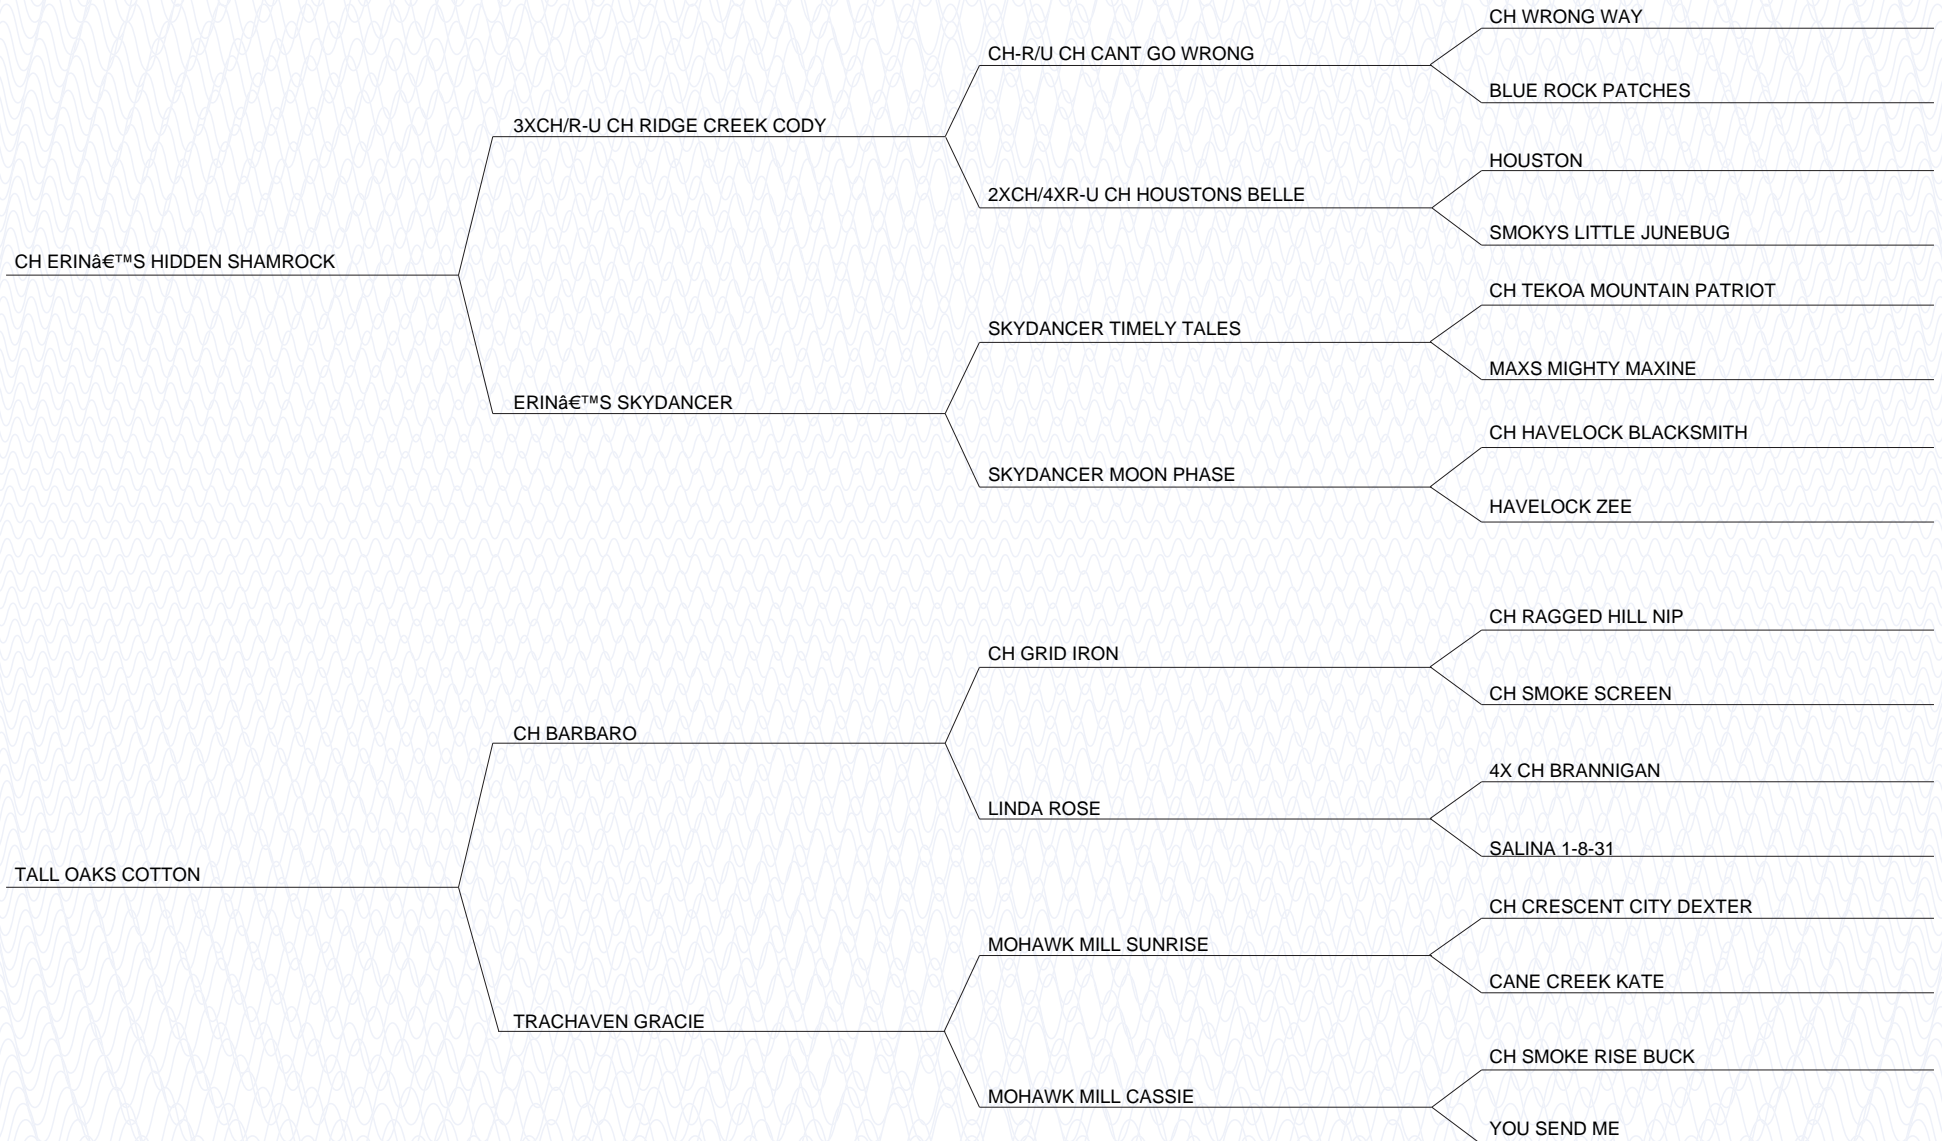 CH WRONG WAY
CH-R/U CH CANT GO WRONG
BLUE ROCK PATCHES
3XCH/R-U CH RIDGE CREEK CODY
HOUSTON
2XCH/4XR-U CH HOUSTONS BELLE
SMOKYS LITTLE JUNEBUG
CH ERINâ€™S HIDDEN SHAMROCK
CH TEKOA MOUNTAIN PATRIOT
SKYDANCER TIMELY TALES
MAXS MIGHTY MAXINE
ERINâ€™S SKYDANCER
CH HAVELOCK BLACKSMITH
SKYDANCER MOON PHASE
HAVELOCK ZEE
CH RAGGED HILL NIP
CH GRID IRON
CH SMOKE SCREEN
CH BARBARO
4X CH BRANNIGAN
LINDA ROSE
SALINA 1-8-31
TALL OAKS COTTON
CH CRESCENT CITY DEXTER
MOHAWK MILL SUNRISE
CANE CREEK KATE
TRACHAVEN GRACIE
CH SMOKE RISE BUCK
MOHAWK MILL CASSIE
YOU SEND ME